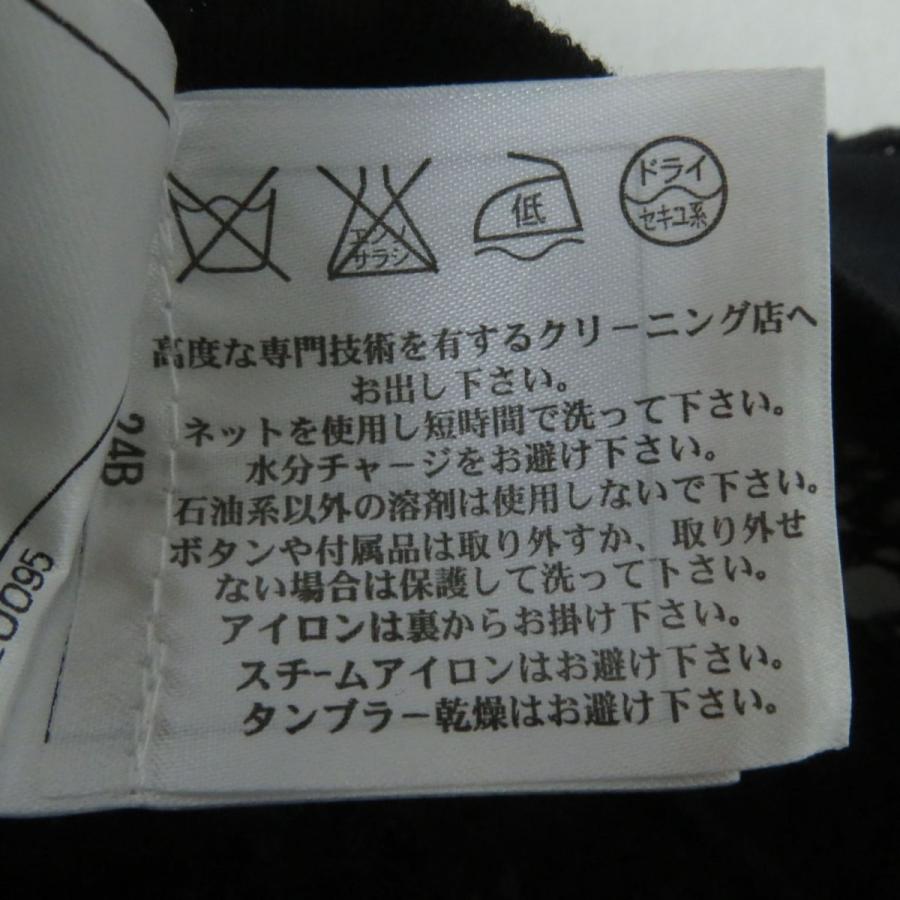 エンソ
サラシ
低
ドライ
セキユ系
高度な専門技術を有するクリーニング店へ
お出し下さい。
ネットを使用し短時間で洗って下さい。
水分チャージをお避け下さい。
石油系以外の溶剤は使用しないで下さい。
ボタンや付属品は取り外すか、取り外せ
ない場合は保護して洗って下さい。
アイロンは裏からお掛け下さい。
スチームアイロンはお避け下さい。
タンブラー乾燥はお避け下さい。
24B
0095